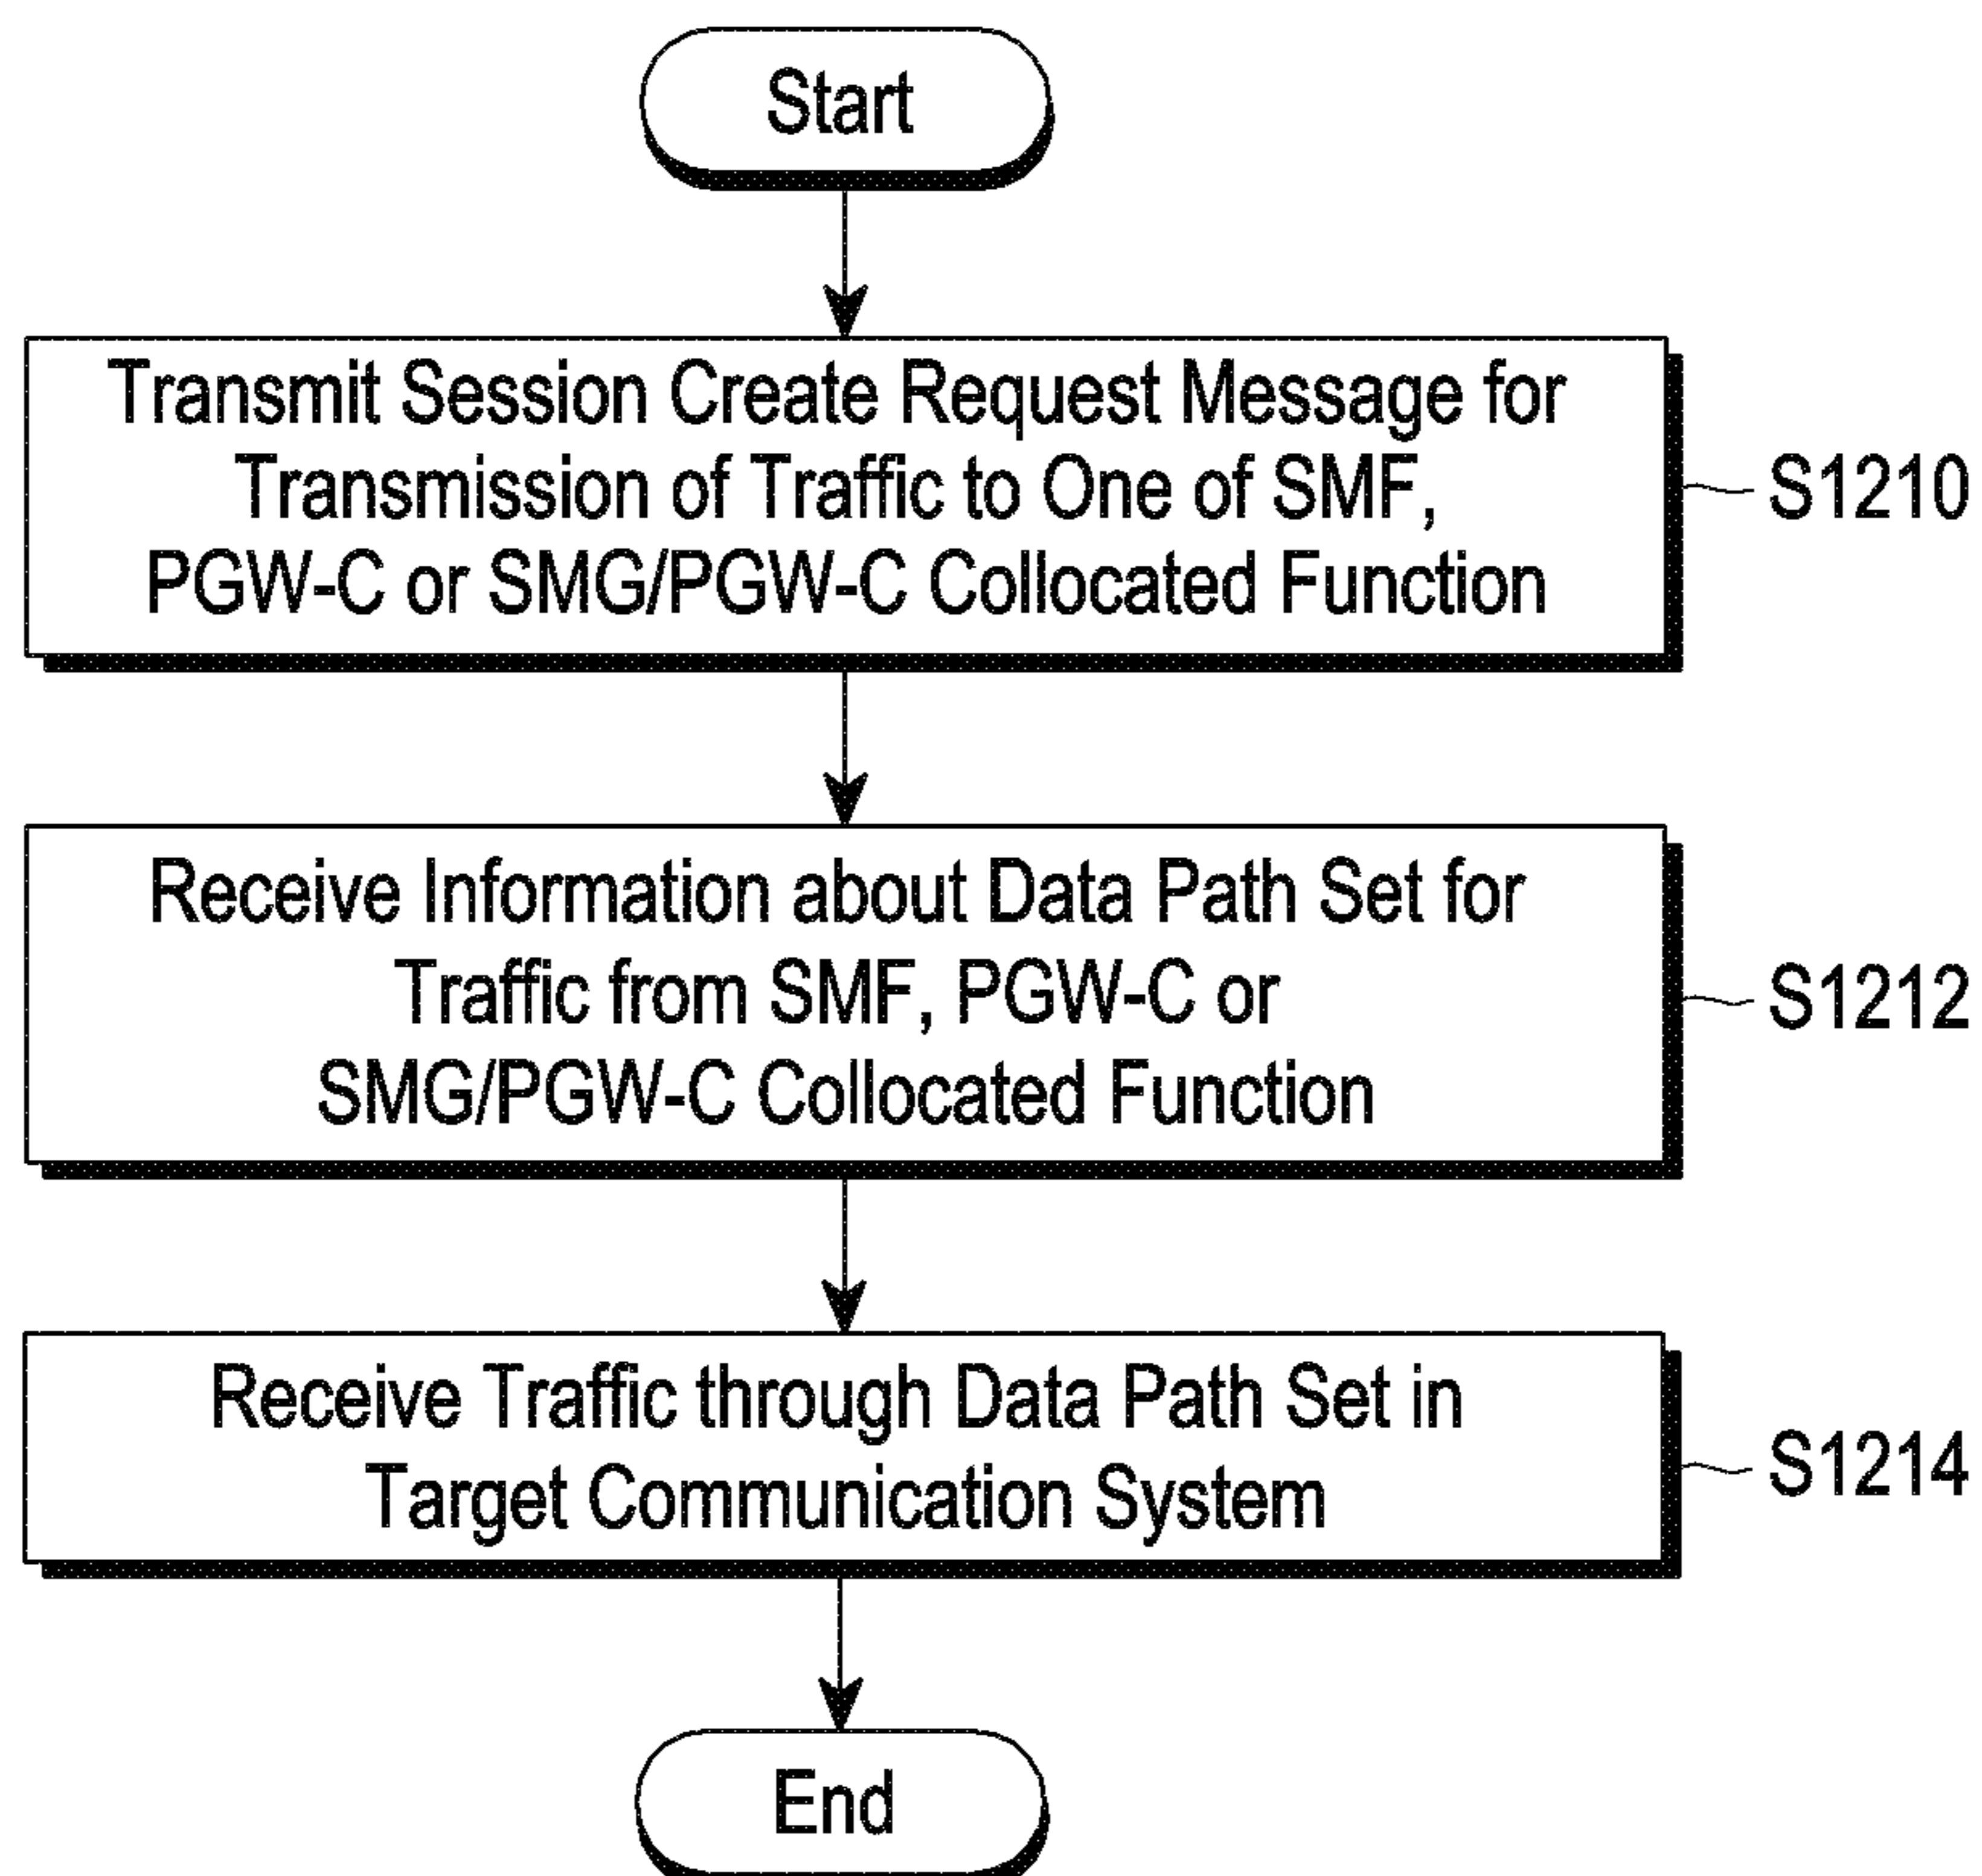 Start
Transmit Session Create Request Message for
Transmission of Traffic to One of SMF,
PGW-C or SMG/PGW-C Collocated Function
S1210
Receive Information about Data Path Set for
Traffic from SMF, PGW-C or
SMG/PGW-C Collocated Function
S1212
Receive Traffic through Data Path Set in
Target Communication System
S1214
End